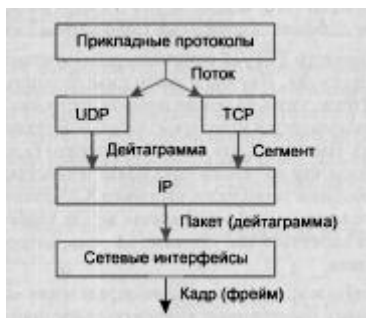 Прикладные протоколы
Поток
UDP
TCP
Дейтаграмма
Сегмент
IP
Пакет (дейтаграмма)
Сетевые интерфейсы
Кадр (фрейм)